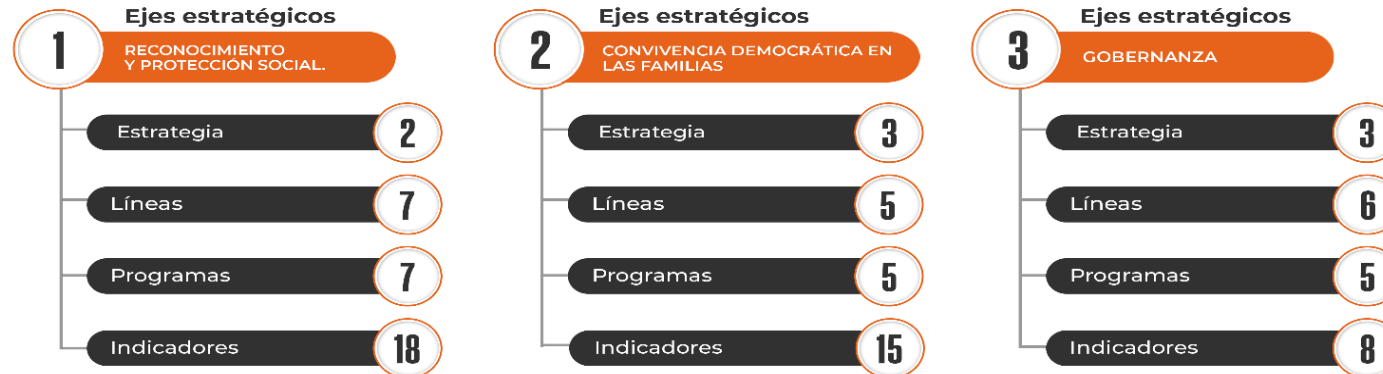 Ejes estratégicos
1
RECONOCIMIENTO
Y PROTECCIÓN SOCIAL.
Estrategia
2
Líneas
7
Programas
7
Indicadores
18
Ejes estratégicos
2
CONVIVENCIA DEMOCRÁTICA EN
LAS FAMILIAS
Estrategia
3
Líneas
5
Programas
5
Indicadores
15
Ejes estratégicos
3
GOBERNANZA
Estrategia
3
Líneas
6
Programas
5
Indicadores
8